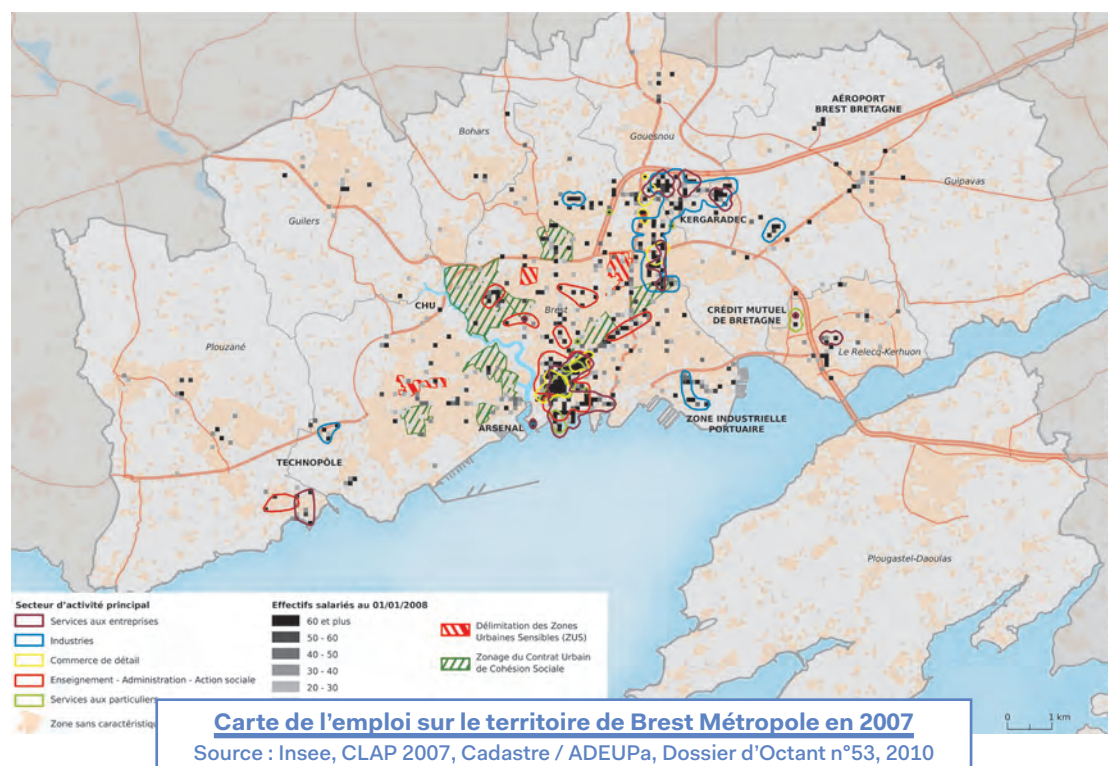 AÉROPORT
BREST BRETAGNE
Bohars
Gouesnou
Guipavas
Guilers
KERGARADEC
CHU
Brest
CRÉDIT MUTUEL
DE BRETAGNE
Plouzané
Le Relecq-Kerhuon
ARSENAL
ZONE INDUSTRIELLE
PORTUAIRE
TECHNOPÔLE
Plougastel-Daoulas
Secteur d'activité principal
Services aux entreprises
Industries
Commerce de détail
Enseignement - Administration - Action sociale
Services aux particuliers
Zone sans caractéristiq
Effectifs salariés au 01/01/2008
60 et plus
50 - 60
40 - 50
30 - 40
20 - 30
Délimitation des Zones
Urbaines Sensibles (ZUS)
Zonage du Contrat Urbain
de Cohésion Sociale
0 1 km
Carte de l'emploi sur le territoire de Brest Métropole en 2007
Source : Insee, CLAP 2007, Cadastre / ADEUPa, Dossier d'Octant n°53, 2010